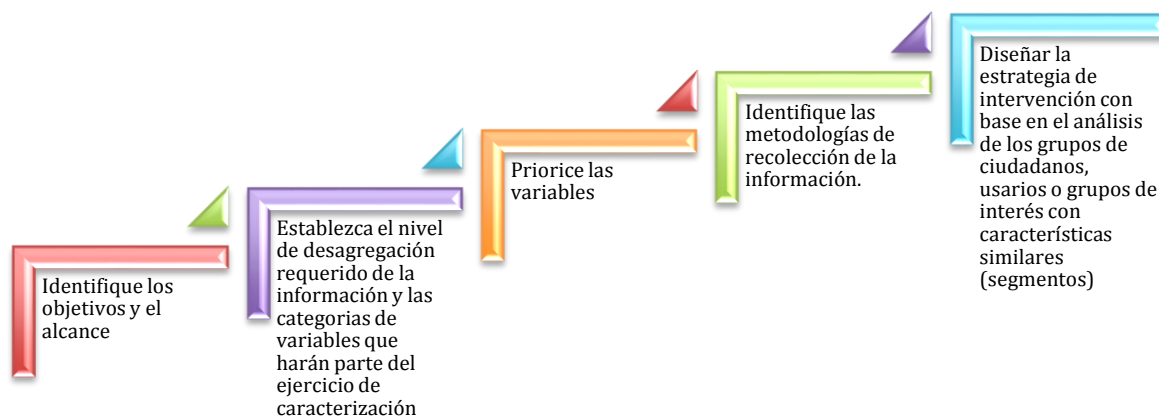 Identifique los
objetivos y el
alcance
Establezca el nivel
de desagregación
requerido de la
información y las
categorias de
variables que
harán parte del
ejercicio de
caracterización
Priorice las
variables
Identifique las
metodologías de
recolección de la
información.
Diseñar la
estrategia de
intervención con
base en el análisis
de los grupos de
ciudadanos,
usarios o grupos de
interés con
características
similares
(segmentos)